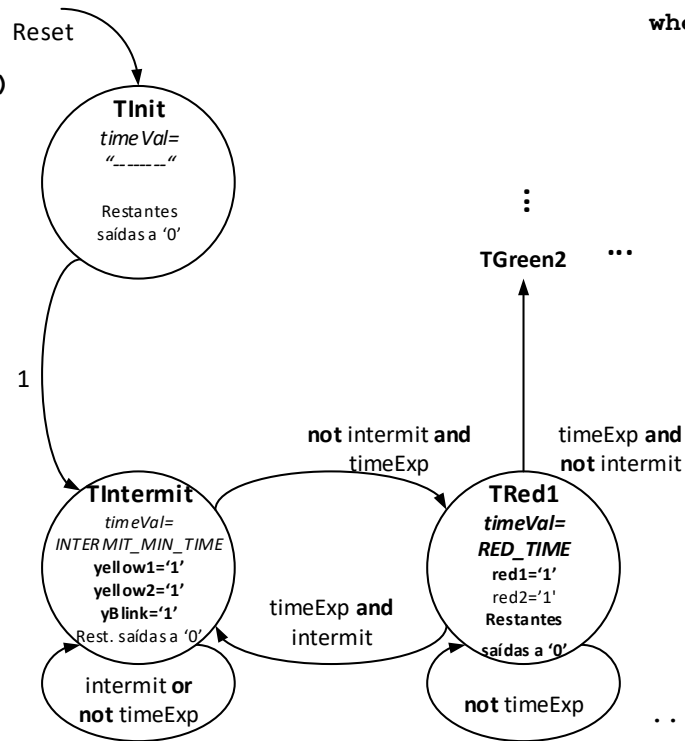 Reset
whe
)
TInit
timeVal=
“--------“
Restantes
saídas a ‘0’
⋮
TGreen2 ...
1
not intermit and
timeExp
timeExp and
not intermit
TIntermit
timeVal=
INTERMIT_MIN_TIME
yellow1=‘1’
yellow2=‘1’
yBlink=‘1’
Rest. saídas a ‘0’
TRed1
timeVal=
RED_TIME
red1=‘1’
red2='1'
Restantes
saídas a ‘0’
timeExp and
intermit
intermit or
not timeExp
not timeExp
..